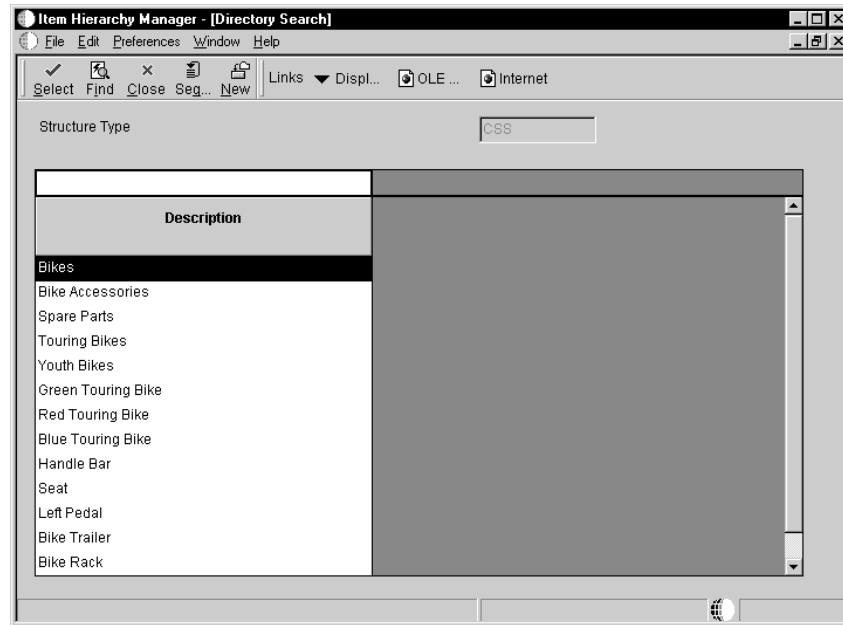 Item Hierarchy Manager - [Directory Search]
File Edit Preferences Window Help
Select Find Close Seq... New Links Displ... OLE ... Internet
Structure Type CSS
Description
Bikes
Bike Accessories
Spare Parts
Touring Bikes
Youth Bikes
Green Touring Bike
Red Touring Bike
Blue Touring Bike
Handle Bar
Seat
Left Pedal
Bike Trailer
Bike Rack